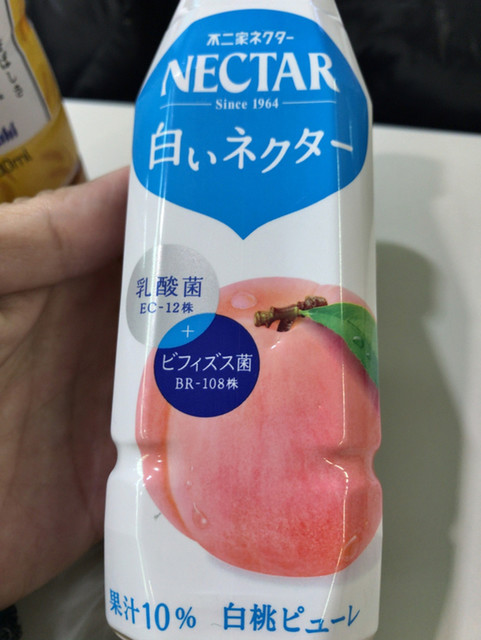 不二家ネクター
NECTAR
Since 1964
白いネクター
乳酸菌
EC-12株
+
ビフィズス菌
BR-108株
果汁10% 白桃ピューレ